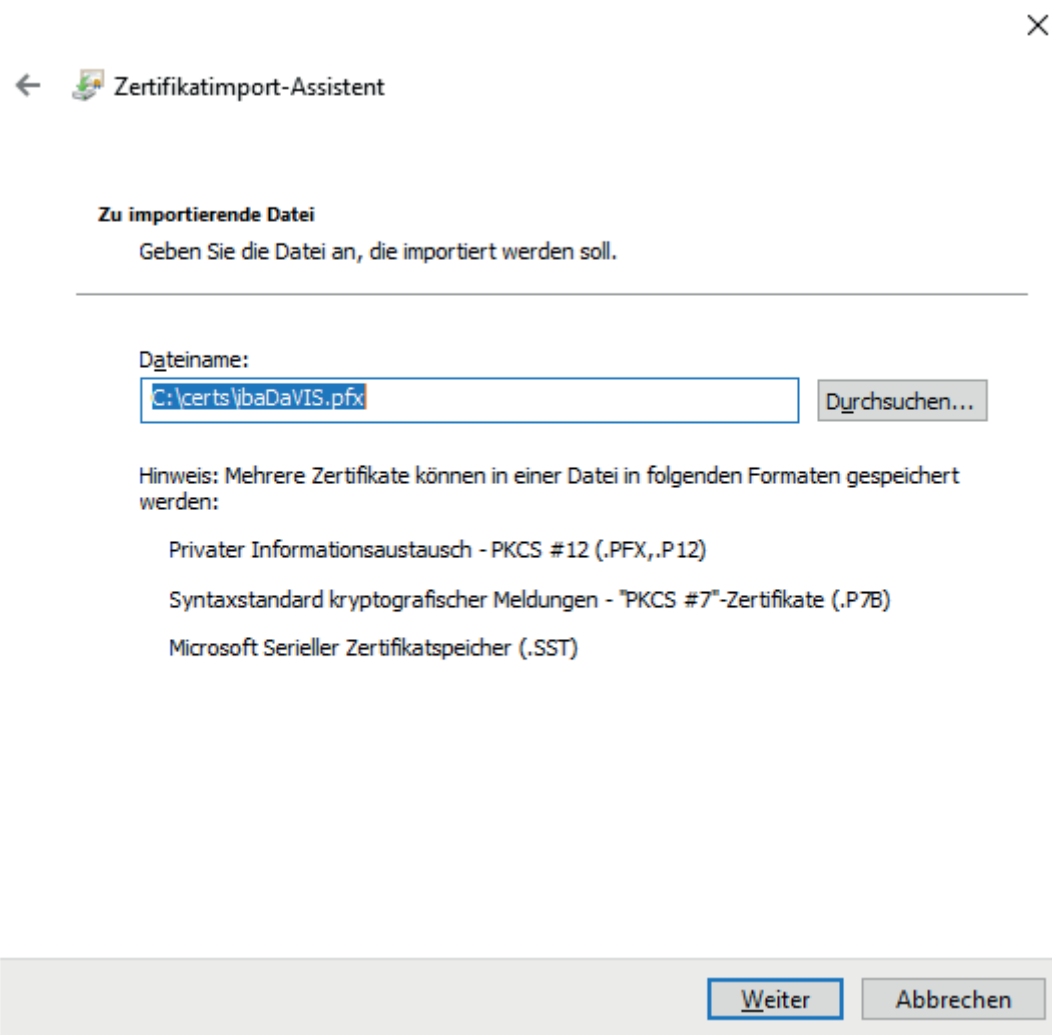 Zertifikatimport-Assistent
Zu importierende Datei
Geben Sie die Datei an, die importiert werden soll.
Dateiname:
C:\certs\ibaDaVIS.pfx
Durchsuchen...
Hinweis: Mehrere Zertifikate können in einer Datei in folgenden Formaten gespeichert
werden:
Privater Informationsaustausch - PKCS #12 (.PFX,.P12)
Syntaxstandard kryptografischer Meldungen - "PKCS #7"-Zertifikate (.P7B)
Microsoft Serieller Zertifikatspeicher (.SST)
Weiter
Abbrechen